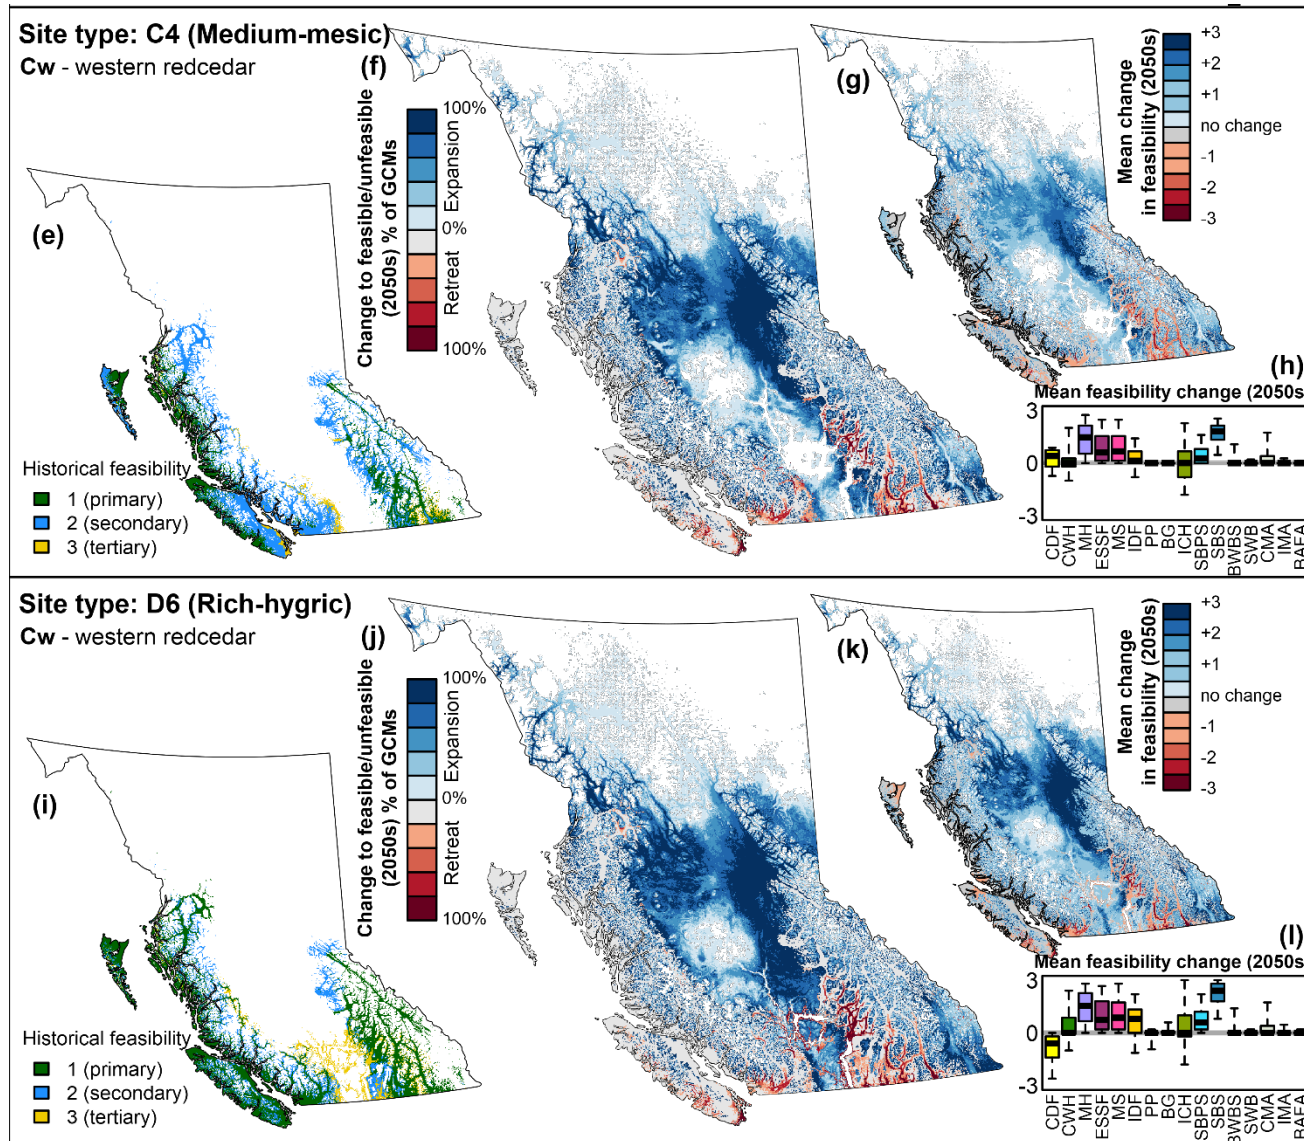 Site type: C4 (Medium-mesic)
Cw - western redcedar
(e)
Historical feasibility
1 (primary)
2 (secondary)
3 (tertiary)
(f)
Change to feasible/unfeasible
(2050s) % of GCMs
Retreat Expansion
100%
0%
100%
(g)
Mean change
in feasibility (2050s)
+3
+2
+1
no change
-1
-2
-3
(h)
Mean feasibility change (2050s
3
0
-3
CDF
CWH
MH
ESSF
MS
IDF
PP
BG
ICH
SBPS
SBS
BWBS
SWB
CMA
IMA
BAFA
Site type: D6 (Rich-hygric)
Cw - western redcedar
(i)
Historical feasibility
1 (primary)
2 (secondary)
3 (tertiary)
(j)
Change to feasible/unfeasible
(2050s) % of GCMs
Retreat Expansion
100%
0%
100%
(k)
Mean change
in feasibility (2050s)
+3
+2
+1
no change
-1
-2
-3
(l)
Mean feasibility change (2050s
3
0
-3
CDF
CWH
MH
ESSF
MS
IDF
PP
BG
ICH
SBPS
SBS
BWBS
SWB
CMA
IMA
BAFA